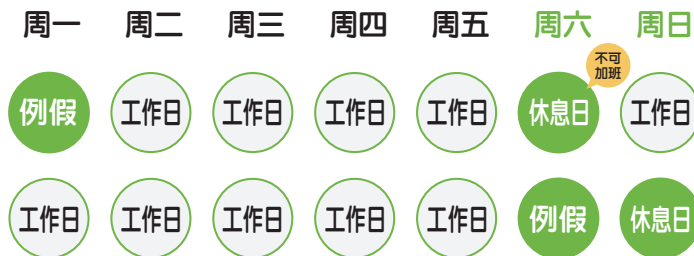 周一 周二 周三 周四 周五 周六 周日
不可
加班
例假 工作日 工作日 工作日 工作日 休息日 工作日
工作日 工作日 工作日 工作日 工作日 例假 休息日